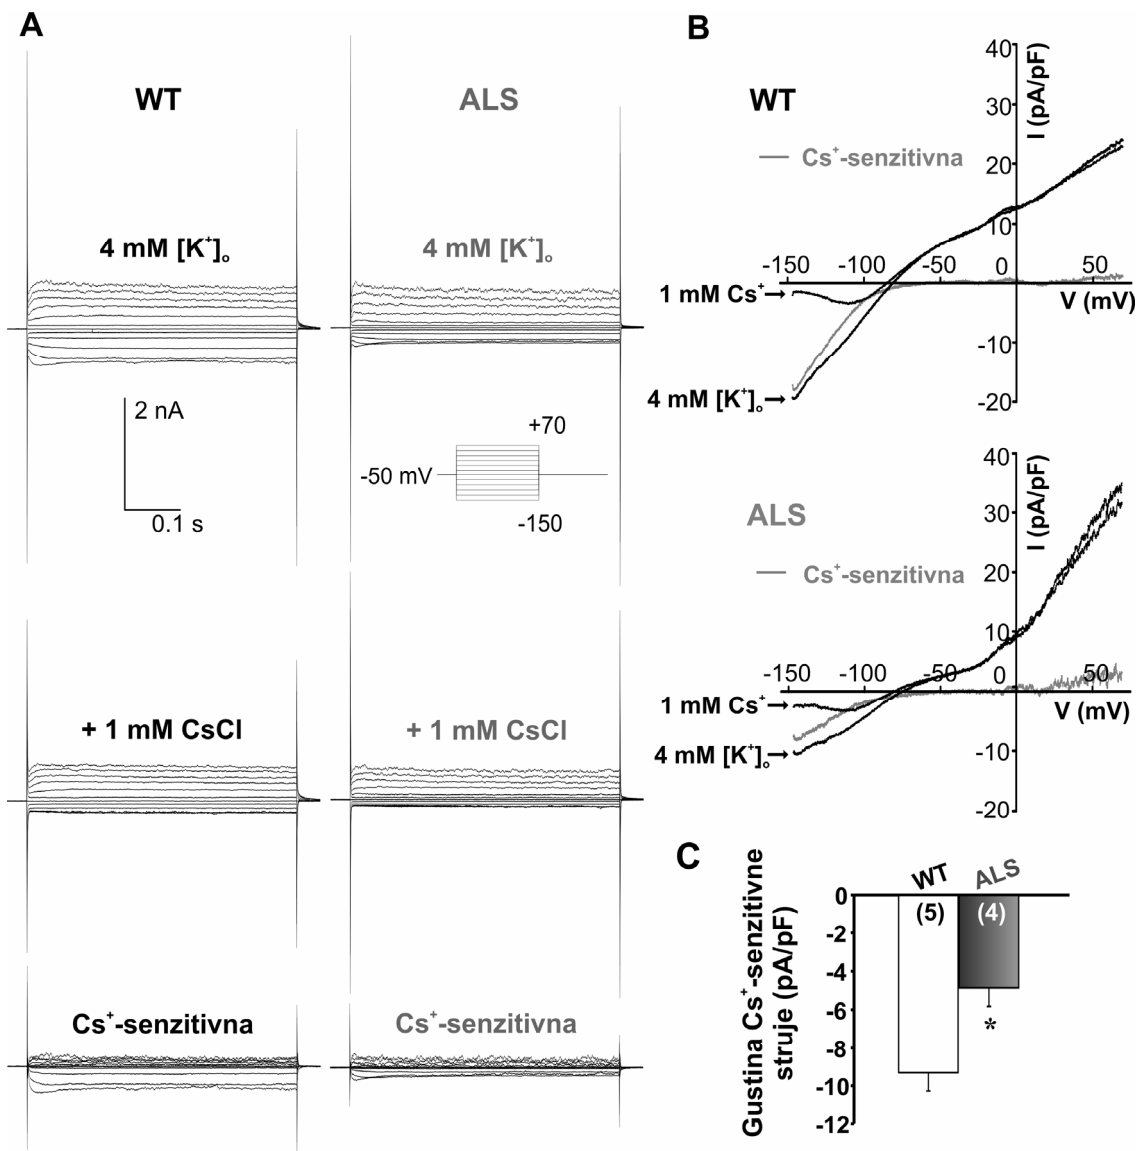 A
WT
ALS
4 mM [K⁺]ₒ
4 mM [K⁺]ₒ
2 nA
0.1 s
+70
-50 mV
-150
+ 1 mM CsCl
+ 1 mM CsCl
Cs⁺-senzitivna
Cs⁺-senzitivna
B
WT
Cs⁺-senzitivna
I (pA/pF)
40
30
20
10
-150
-100
-50
0
50
V (mV)
1 mM Cs⁺
-10
4 mM [K⁺]ₒ
-20
ALS
Cs⁺-senzitivna
I (pA/pF)
40
30
20
10
-150
-100
-50
0
50
V (mV)
1 mM Cs⁺
4 mM [K⁺]ₒ
-10
-20
C
Gustina Cs⁺-senzitivne
struje (pA/pF)
WT
ALS
(5)
(4)
0
-2
-4
-6
-8
-10
-12
*